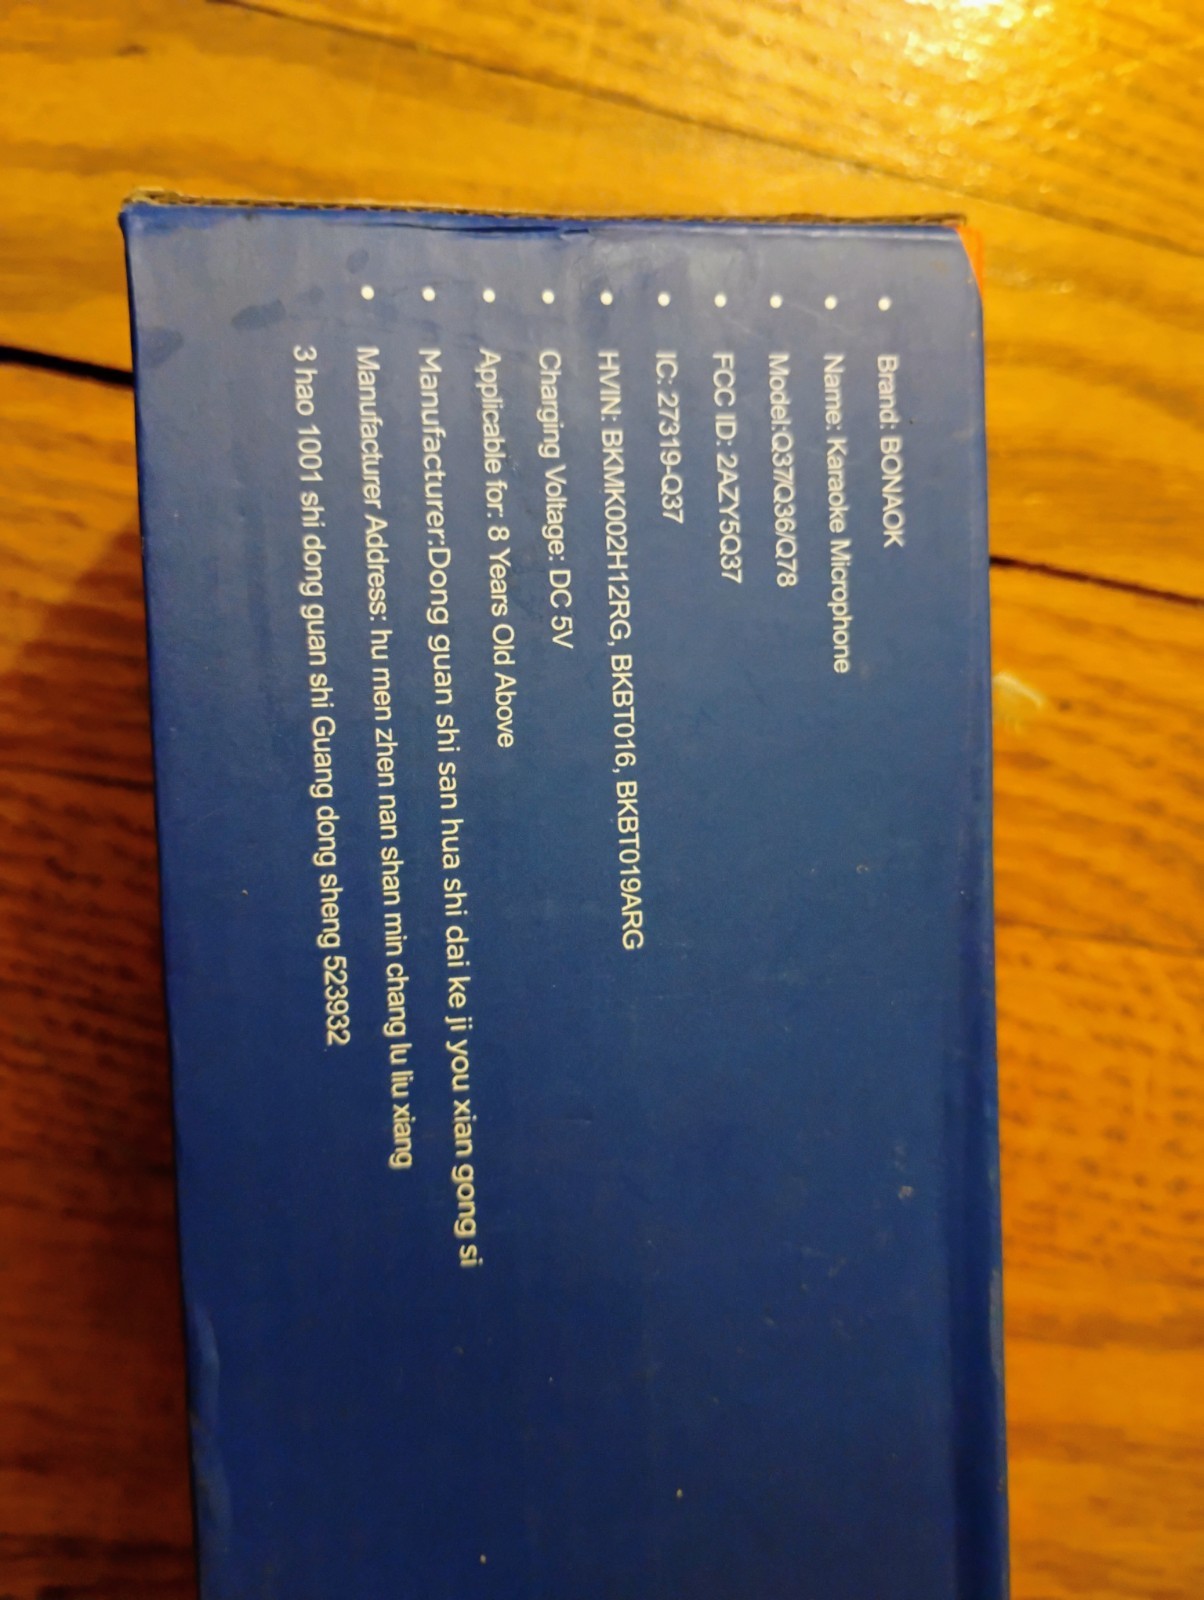 • Brand: BONAOK
• Name: Karaoke Microphone
• Model:Q37/Q36/Q78
• FCC ID: 2AZY5Q37
• IC: 27319-Q37
• HVIN: BKMK002H12RG, BKBT016, BKBT019ARG
• Charging Voltage: DC 5V
• Applicable for: 8 Years Old Above
• Manufacturer:Dong guan shi san hua shi dai ke ji you xian gong si
• Manufacturer Address: hu men zhen nan shan min chang lu liu xiang
3 hao 1001 shi dong guan shi Guang dong sheng 523932